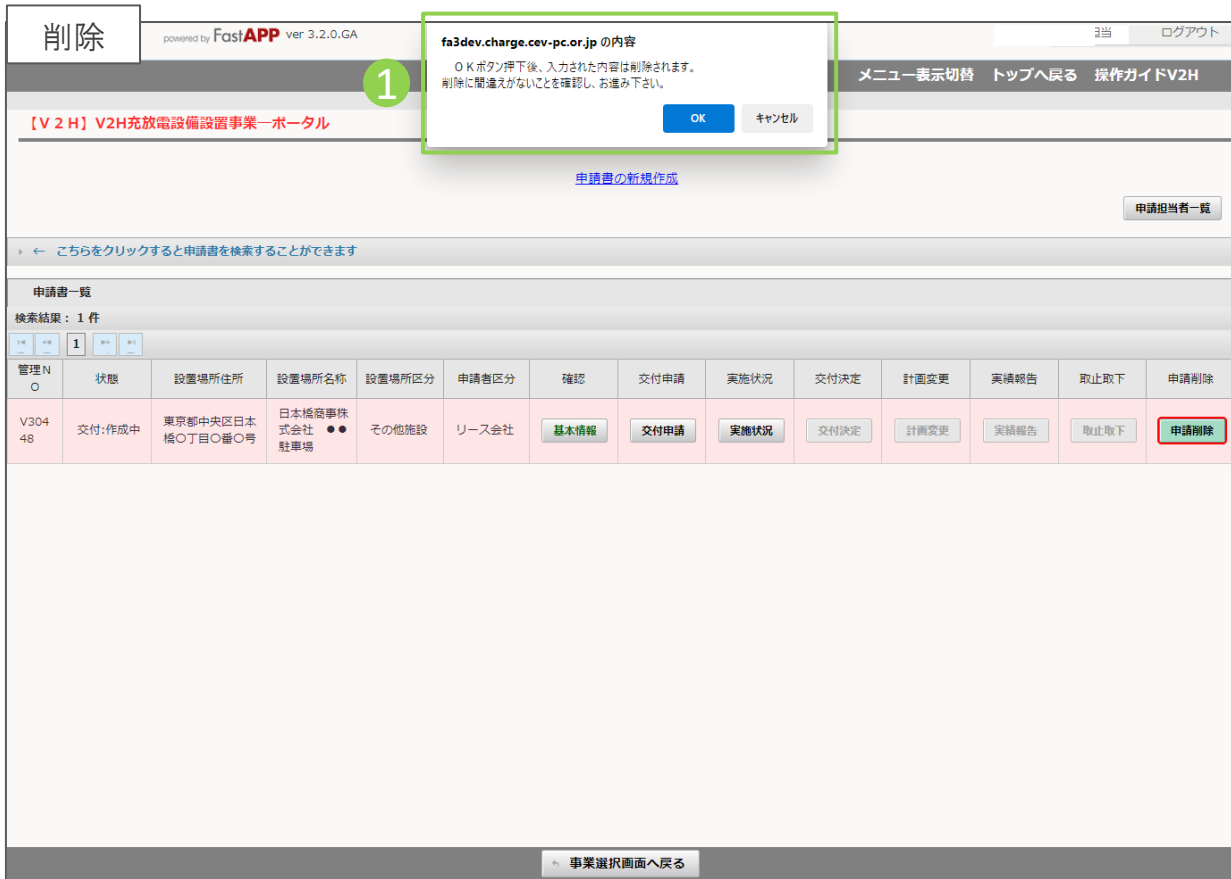 削除
powered by FastAPP ver 3.2.0.GA
担当
ログアウト
fa3dev.charge.cev-pc.or.jp の内容
ＯＫボタン押下後、入力された内容は削除されます。
削除に間違えがないことを確認し、お進み下さい。
OK
キャンセル
1
メニュー表示切替 トップへ戻る 操作ガイドV2H
【Ｖ２Ｈ】V2H充放電設備設置事業―ポータル
申請書の新規作成
申請担当者一覧
← こちらをクリックすると申請書を検索することができます
申請書一覧
検索結果： 1 件
1
管理NO 状態 設置場所住所 設置場所名称 設置場所区分 申請者区分 確認 交付申請 実施状況 交付決定 計画変更 実績報告 取止取下 申請削除
V30448
交付:作成中
東京都中央区日本
橋〇丁目〇番〇号
日本橋商事株
式会社 ●●
駐車場
その他施設
リース会社
基本情報
交付申請
実施状況
交付決定
計画変更
実績報告
取止取下
申請削除
事業選択画面へ戻る